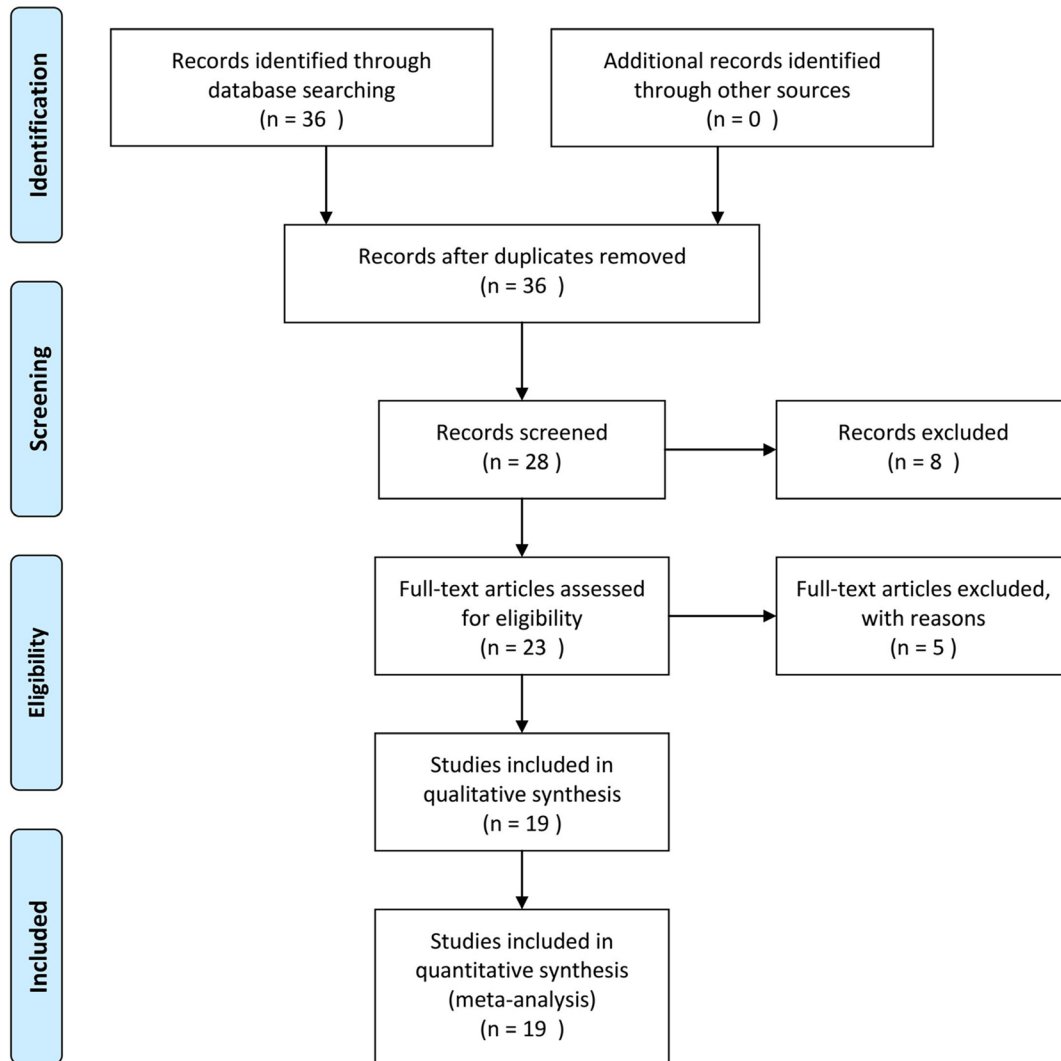 Identification
Records identified through
database searching
(n = 36  )
Additional records identified
through other sources
(n = 0  )
Records after duplicates removed
(n = 36  )
Screening
Records screened
(n = 28 )
Records excluded
(n = 8  )
Eligibility
Full-text articles assessed
for eligibility
(n = 23  )
Full-text articles excluded,
with reasons
(n = 5 )
Studies included in
qualitative synthesis
(n = 19 )
Included
Studies included in
quantitative synthesis
(meta-analysis)
(n = 19  )